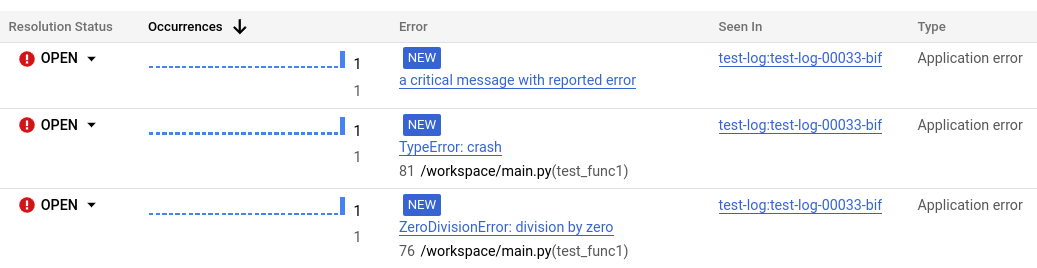 Resolution Status Occurrences Error Seen In Type
OPEN 1 NEW test-log:test-log-00033-bif Application error
1 a critical message with reported error
OPEN 1 NEW test-log:test-log-00033-bif Application error
1 TypeError: crash
81 /workspace/main.py(test_func1)
OPEN 1 NEW test-log:test-log-00033-bif Application error
1 ZeroDivisionError: division by zero
76 /workspace/main.py(test_func1)